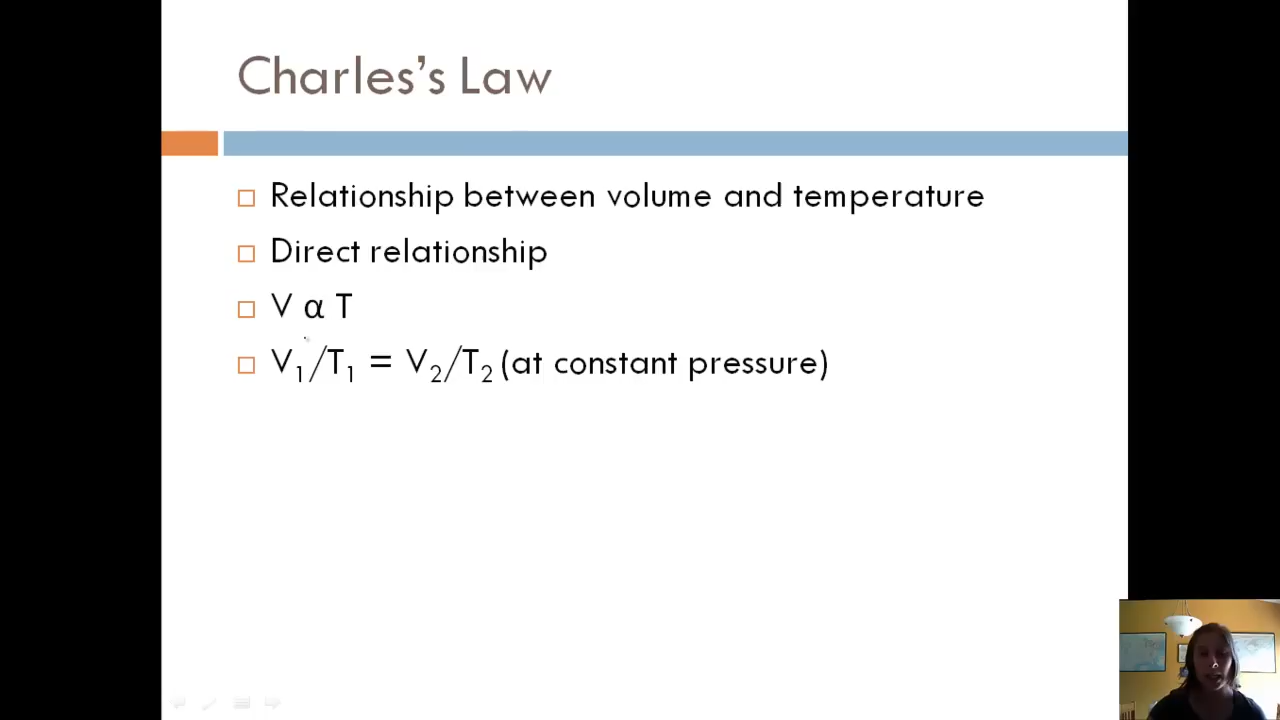 Charles’s Law
Relationship between volume and temperature
Direct relationship
V α T
V₁/T₁ = V₂/T₂ (at constant pressure)